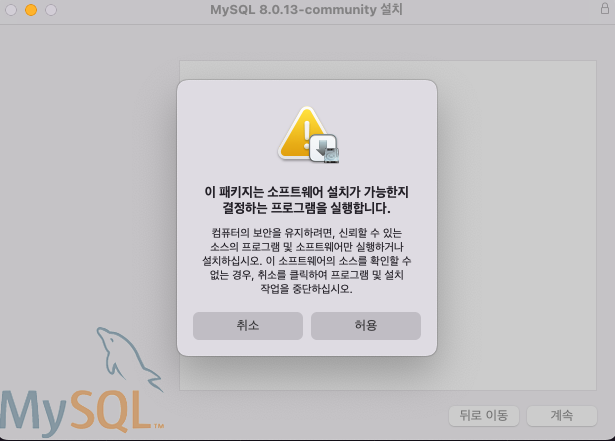 MySQL 8.0.13-community 설치
이 패키지는 소프트웨어 설치가 가능한지
결정하는 프로그램을 실행합니다.
컴퓨터의 보안을 유지하려면, 신뢰할 수 있는
소스의 프로그램 및 소프트웨어만 실행하거나
설치하십시오. 이 소프트웨어의 소스를 확인할 수
없는 경우, 취소를 클릭하여 프로그램 및 설치
작업을 중단하십시오.
취소
허용
MySQL™
뒤로 이동
계속